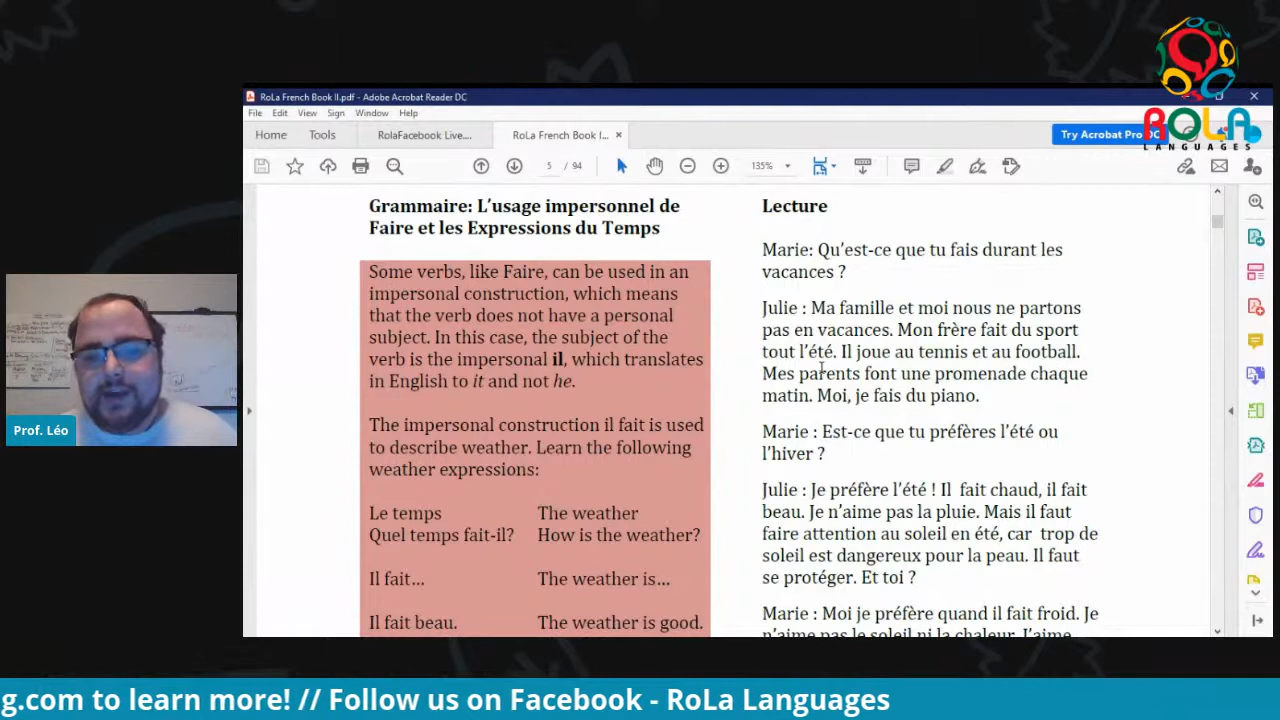 ROLA
LANGUAGES
RoLa French Book II.pdf - Adobe Acrobat Reader DC
File Edit View Sign Window Help
Home Tools RolaFacebook Live... RoLa French Book I... × Try Acrobat Pro DC
5 / 94 135%
Grammaire: L'usage impersonnel de
Faire et les Expressions du Temps
Some verbs, like Faire, can be used in an
impersonal construction, which means
that the verb does not have a personal
subject. In this case, the subject of the
verb is the impersonal il, which translates
in English to it and not he.
The impersonal construction il fait is used
to describe weather. Learn the following
weather expressions:
Le temps The weather
Quel temps fait-il? How is the weather?
Il fait... The weather is...
Il fait beau. The weather is good.
Lecture
Marie: Qu'est-ce que tu fais durant les
vacances ?
Julie : Ma famille et moi nous ne partons
pas en vacances. Mon frère fait du sport
tout l'été. Il joue au tennis et au football.
Mes parents font une promenade chaque
matin. Moi, je fais du piano.
Marie : Est-ce que tu préfères l'été ou
l'hiver ?
Julie : Je préfère l'été ! Il fait chaud, il fait
beau. Je n'aime pas la pluie. Mais il faut
faire attention au soleil en été, car trop de
soleil est dangereux pour la peau. Il faut
se protéger. Et toi ?
Marie : Moi je préfère quand il fait froid. Je
n'aime pas le soleil ni la chaleur. J'aime
Prof. Léo
g.com to learn more! // Follow us on Facebook - RoLa Languages